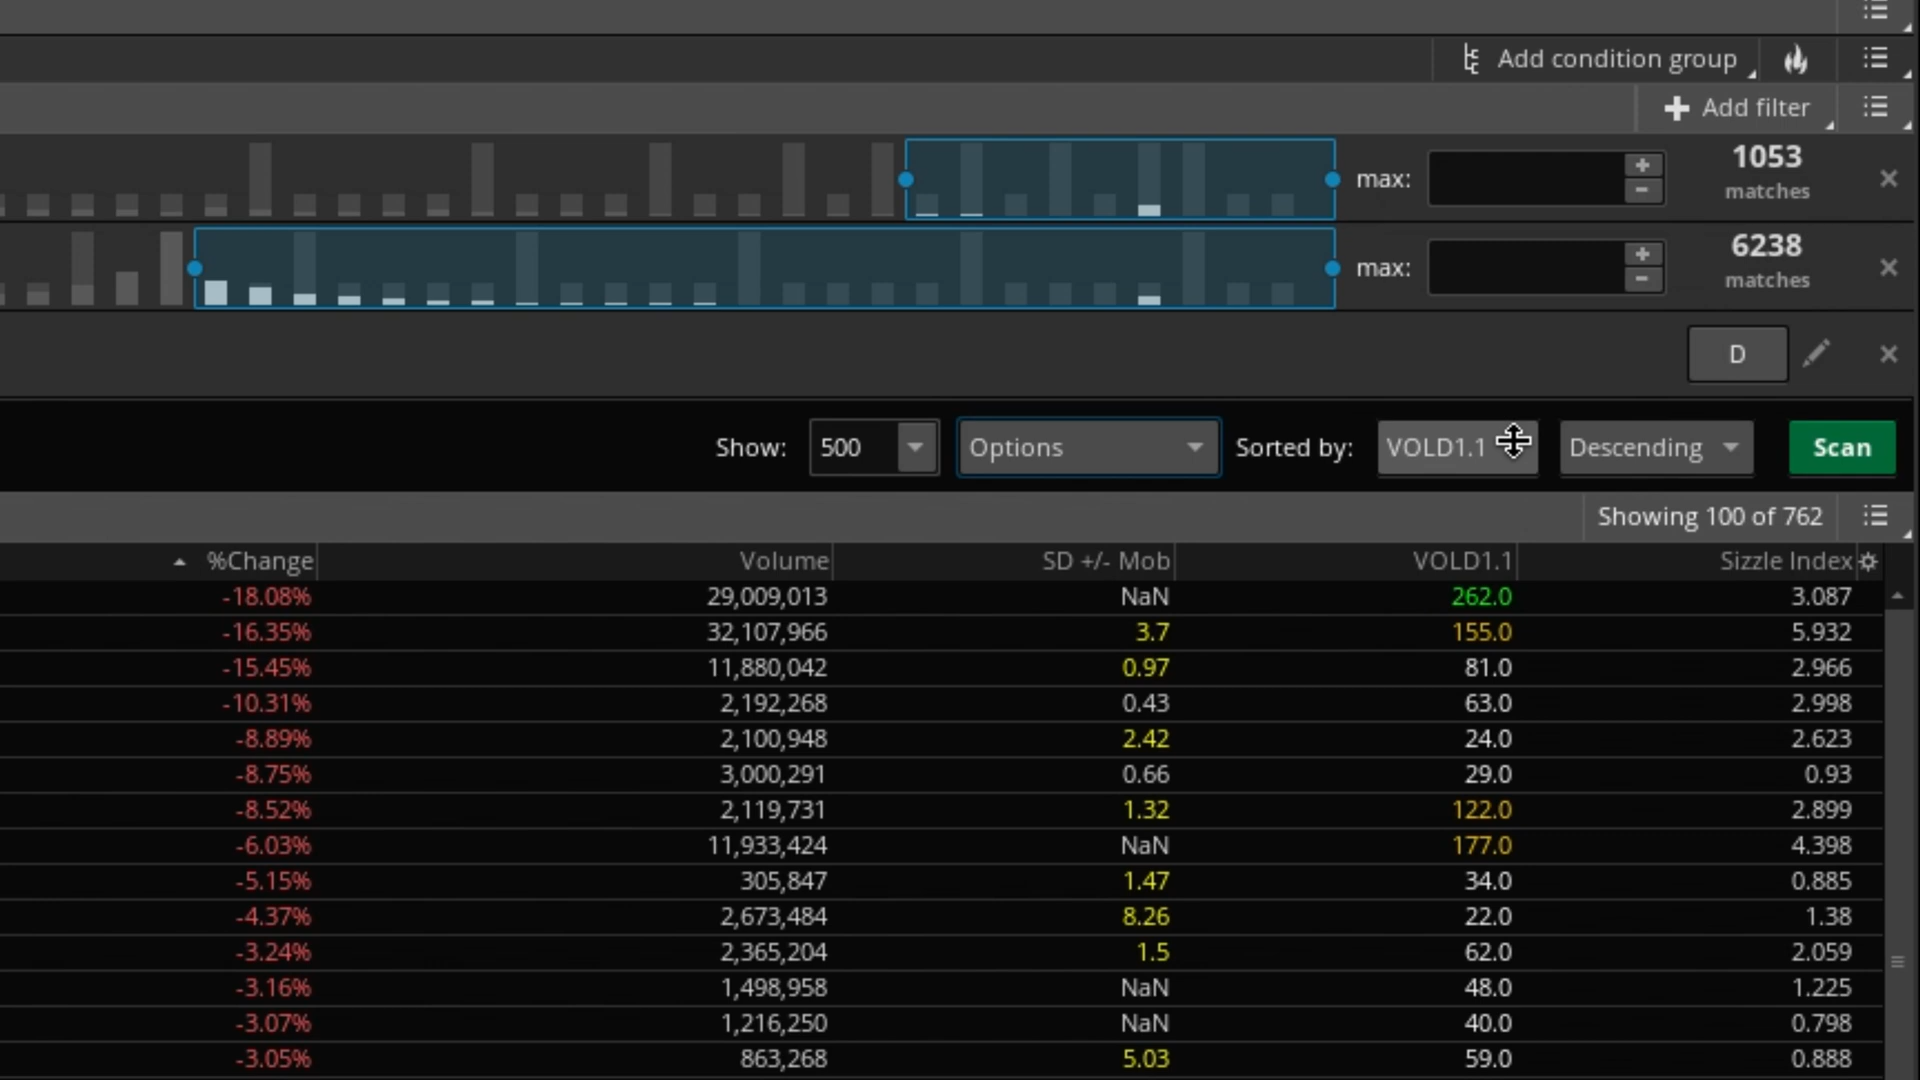 Add condition group
Add filter
max: 1053
matches
max: 6238
matches
D
Show: 500 Options Sorted by: VOLD1.1 Descending Scan
Showing 100 of 762
%Change Volume SD +/- Mob VOLD1.1 Sizzle Index
-18.08% 29,009,013 NaN 262.0 3.087
-16.35% 32,107,966 3.7 155.0 5.932
-15.45% 11,880,042 0.97 81.0 2.966
-10.31% 2,192,268 0.43 63.0 2.998
-8.89% 2,100,948 2.42 24.0 2.623
-8.75% 3,000,291 0.66 29.0 0.93
-8.52% 2,119,731 1.32 122.0 2.899
-6.03% 11,933,424 NaN 177.0 4.398
-5.15% 305,847 1.47 34.0 0.885
-4.37% 2,673,484 8.26 22.0 1.38
-3.24% 2,365,204 1.5 62.0 2.059
-3.16% 1,498,958 NaN 48.0 1.225
-3.07% 1,216,250 NaN 40.0 0.798
-3.05% 863,268 5.03 59.0 0.888